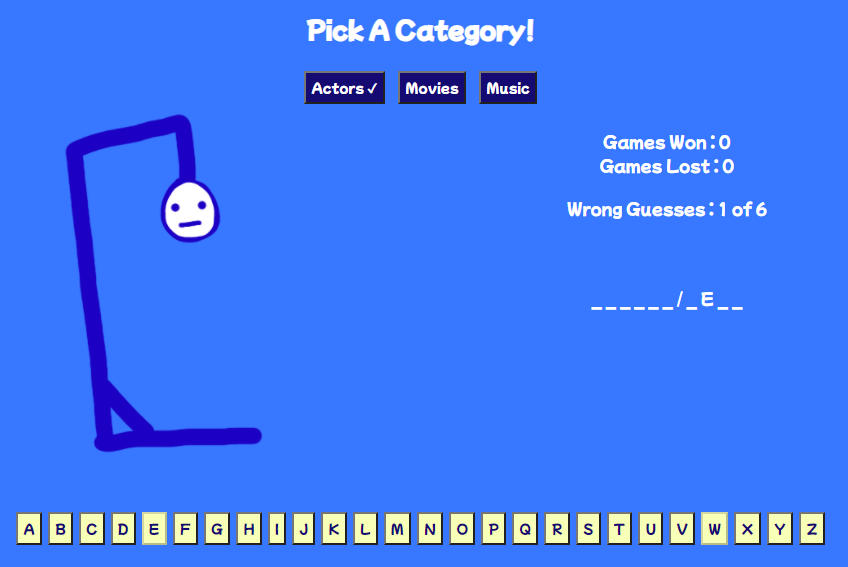 Pick A Category!
Actors ✓ Movies Music
Games Won : 0
Games Lost : 0
Wrong Guesses : 1 of 6
_ _ _ _ _ _ / _ E _ _
A B C D E F G H I J K L M N O P Q R S T U V W X Y Z